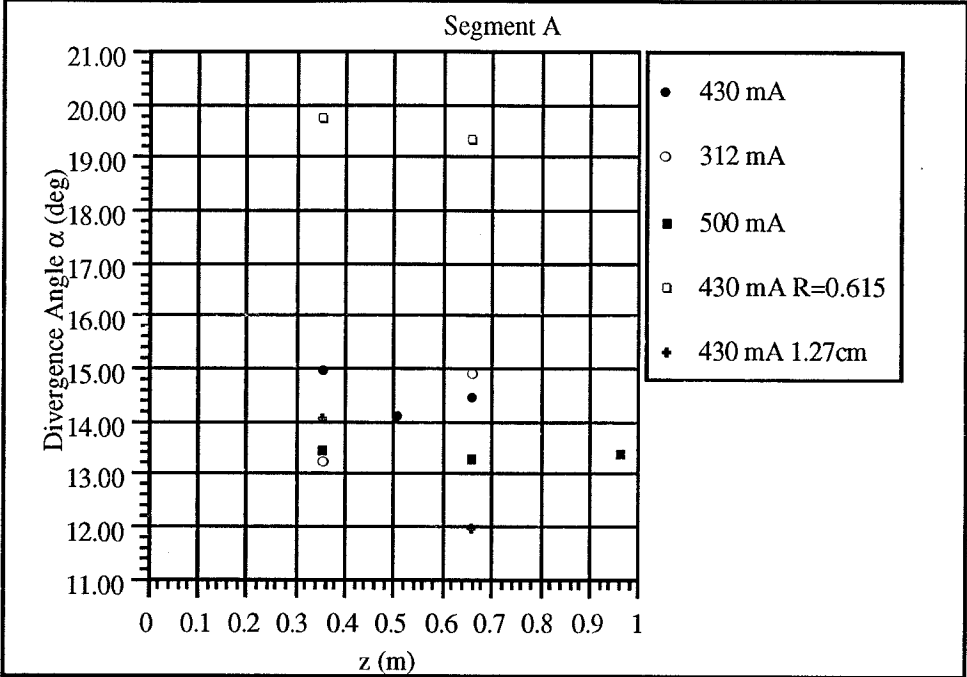 Segment A
21.00
20.00
19.00
18.00
17.00
16.00
15.00
14.00
13.00
12.00
11.00
Divergence Angle α (deg)
0 0.1 0.2 0.3 0.4 0.5 0.6 0.7 0.8 0.9 1
z (m)
430 mA
312 mA
500 mA
430 mA R=0.615
430 mA 1.27cm